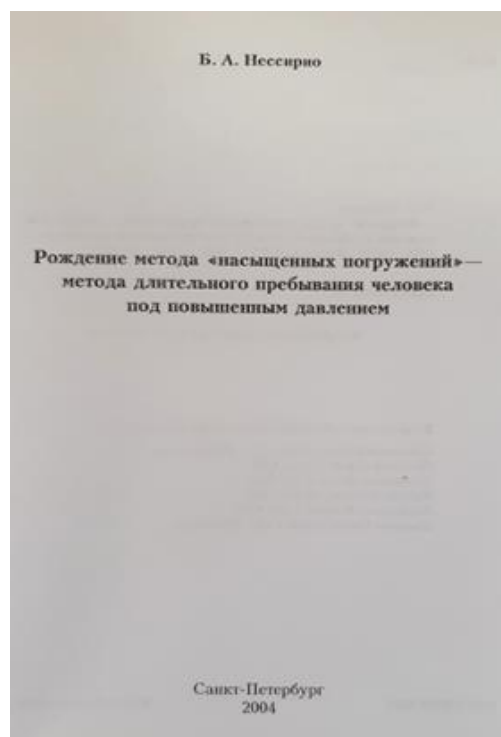 Б. А. Нессирио
Рождение метода «насыщенных погружений»—
метода длительного пребывания человека
под повышенным давлением
Санкт-Петербург
2004